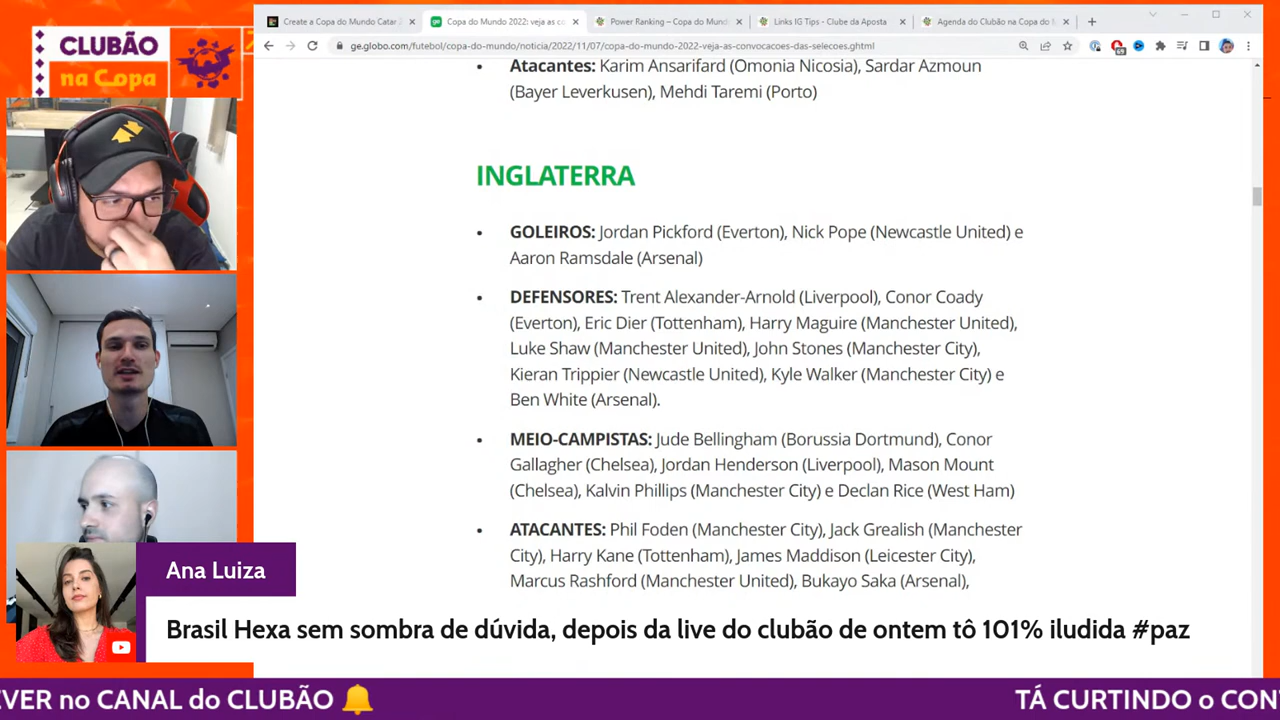 CLUBÃO
na Copa
Create a Copa do Mundo Catar
Copa do Mundo 2022: veja as co
Power Ranking – Copa do Mund
Links IG Tips - Clube da Aposta
Agenda do Clubão na Copa do
ge.globo.com/futebol/copa-do-mundo/noticia/2022/11/07/copa-do-mundo-2022-veja-as-convocacoes-das-selecoes.ghtml
Atacantes: Karim Ansarifard (Omonia Nicosia), Sardar Azmoun
(Bayer Leverkusen), Mehdi Taremi (Porto)
INGLATERRA
GOLEIROS: Jordan Pickford (Everton), Nick Pope (Newcastle United) e
Aaron Ramsdale (Arsenal)
DEFENSORES: Trent Alexander-Arnold (Liverpool), Conor Coady
(Everton), Eric Dier (Tottenham), Harry Maguire (Manchester United),
Luke Shaw (Manchester United), John Stones (Manchester City),
Kieran Trippier (Newcastle United), Kyle Walker (Manchester City) e
Ben White (Arsenal).
MEIO-CAMPISTAS: Jude Bellingham (Borussia Dortmund), Conor
Gallagher (Chelsea), Jordan Henderson (Liverpool), Mason Mount
(Chelsea), Kalvin Phillips (Manchester City) e Declan Rice (West Ham)
ATACANTES: Phil Foden (Manchester City), Jack Grealish (Manchester
City), Harry Kane (Tottenham), James Maddison (Leicester City),
Marcus Rashford (Manchester United), Bukayo Saka (Arsenal),
Ana Luiza
Brasil Hexa sem sombra de dúvida, depois da live do clubão de ontem tô 101% iludida #paz
EVER no CANAL do CLUBÃO
TÁ CURTINDO o CON